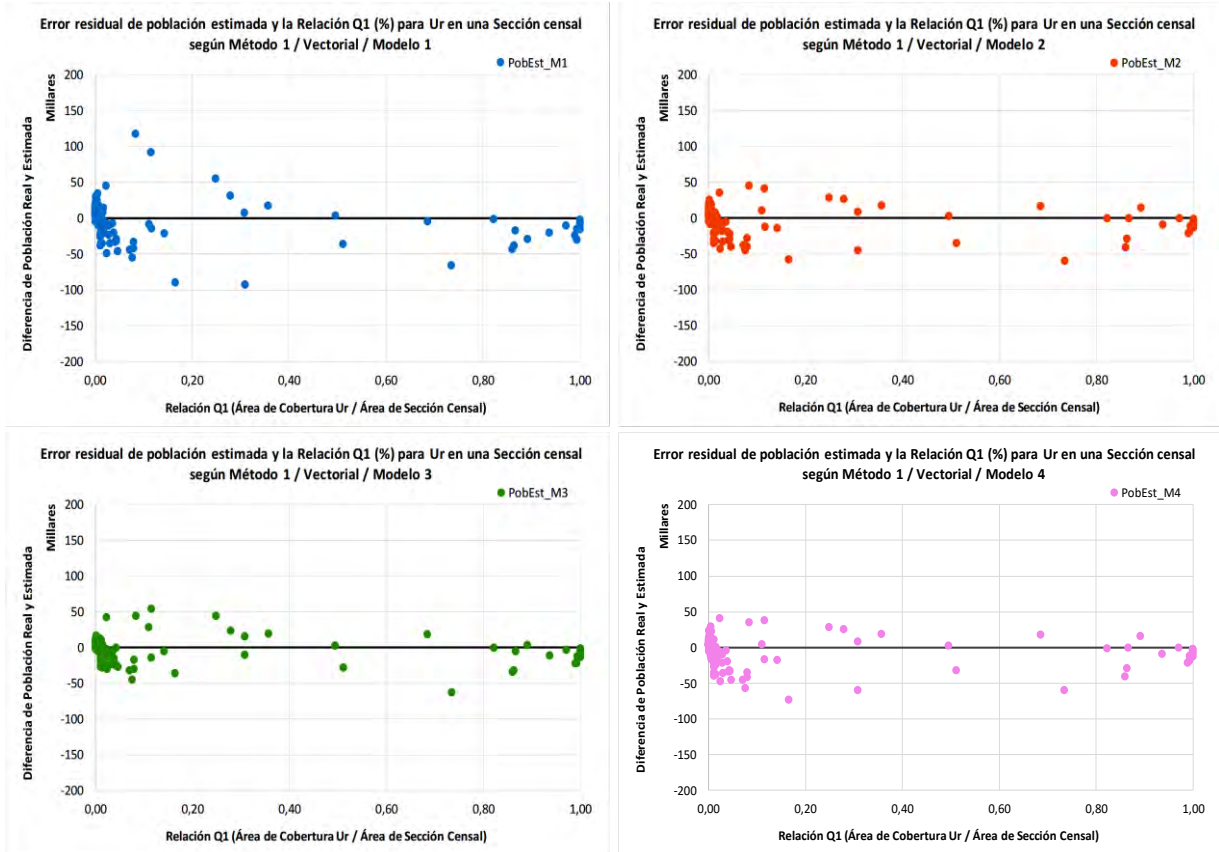 Error residual de población estimada y la Relación Q1 (%) para Ur en una Sección censal
según Método 1 / Vectorial / Modelo 1
PobEst_M1
Diferencia de Población Real y Estimada
Millares
200
150
100
50
0
-50
-100
-150
-200
0,00 0,20 0,40 0,60 0,80 1,00
Relación Q1 (Área de Cobertura Ur / Área de Sección Censal)
Error residual de población estimada y la Relación Q1 (%) para Ur en una Sección censal
según Método 1 / Vectorial / Modelo 2
PobEst_M2
Diferencia de Población Real y Estimada
Millares
200
150
100
50
0
-50
-100
-150
-200
0,00 0,20 0,40 0,60 0,80 1,00
Relación Q1 (Área de Cobertura Ur / Área de Sección Censal)
Error residual de población estimada y la Relación Q1 (%) para Ur en una Sección censal
según Método 1 / Vectorial / Modelo 3
PobEst_M3
Diferencia de Población Real y Estimada
Millares
200
150
100
50
0
-50
-100
-150
-200
0,00 0,20 0,40 0,60 0,80 1,00
Relación Q1 (Área de Cobertura Ur / Área de Sección Censal)
Error residual de población estimada y la Relación Q1 (%) para Ur en una Sección censal
según Método 1 / Vectorial / Modelo 4
PobEst_M4
Diferencia de Población Real y Estimada
Millares
200
150
100
50
0
-50
-100
-150
-200
0,00 0,20 0,40 0,60 0,80 1,00
Relación Q1 (Área de Cobertura Ur / Área de Sección Censal)